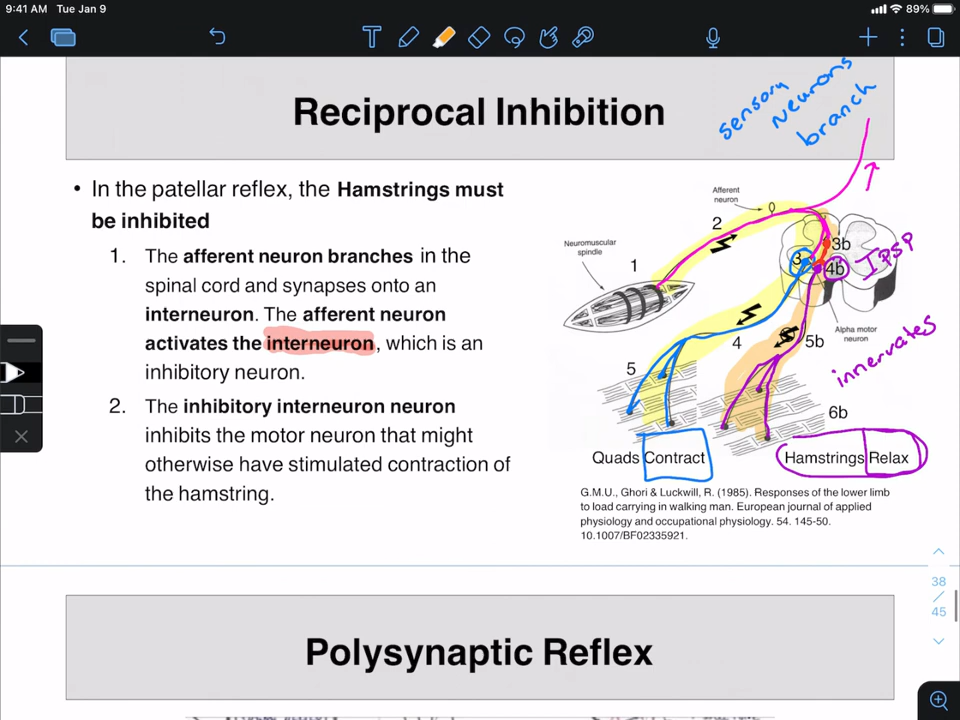 9:41 AM Tue Jan 9
89%
Reciprocal Inhibition
sensory
neurons
branch
• In the patellar reflex, the Hamstrings must
be inhibited
1. The afferent neuron branches in the
spinal cord and synapses onto an
interneuron. The afferent neuron
activates the interneuron, which is an
inhibitory neuron.
2. The inhibitory interneuron neuron
inhibits the motor neuron that might
otherwise have stimulated contraction of
the hamstring.
Afferent
neuron
Neuromuscular
spindle
1
2
3
3b
4b
IPSP
Alpha motor
neuron
4
5b
innervates
5
6b
Quads Contract
Hamstrings Relax
G.M.U., Ghori & Luckwill, R. (1985). Responses of the lower limb
to load carrying in walking man. European journal of applied
physiology and occupational physiology. 54. 145-50.
10.1007/BF02335921.
38
/
45
Polysynaptic Reflex